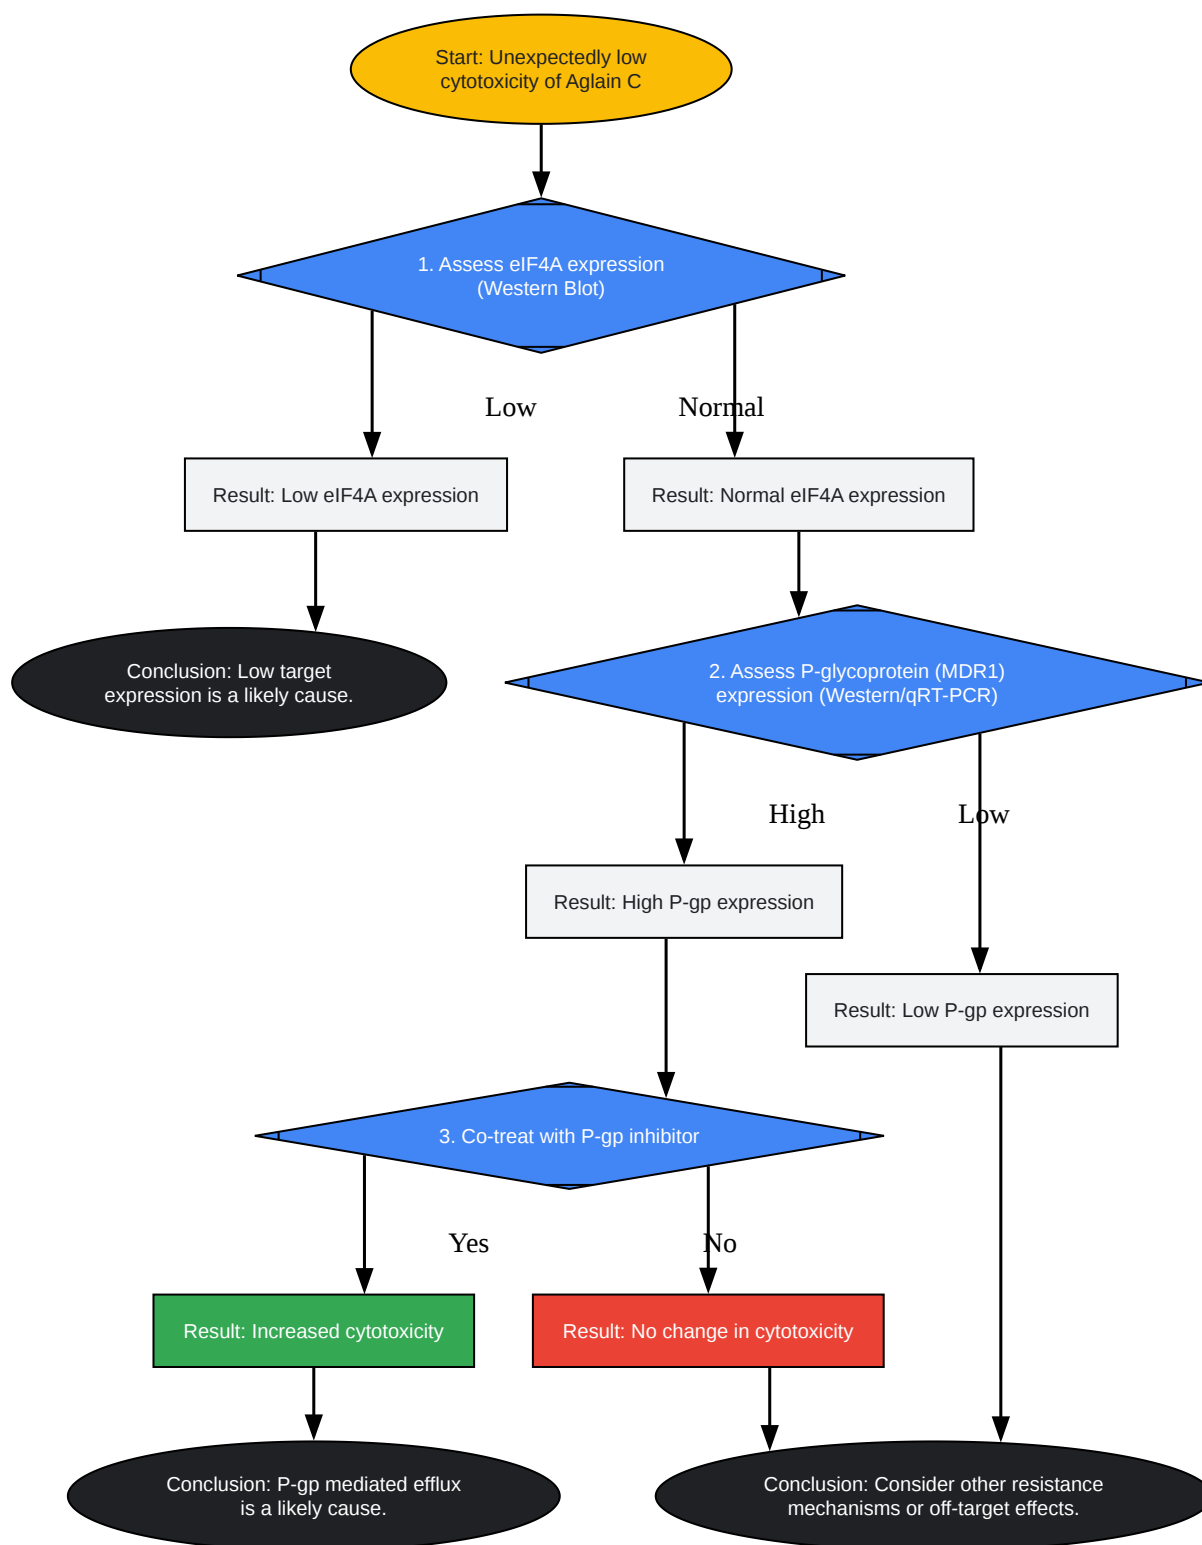 Start: Unexpectedly low
cytotoxicity of Aglain C
1. Assess eIF4A expression
(Western Blot)
Low
Normal
Result: Low eIF4A expression
Result: Normal eIF4A expression
Conclusion: Low target
expression is a likely cause.
2. Assess P-glycoprotein (MDR1)
expression (Western/qRT-PCR)
High
Low
Result: High P-gp expression
Result: Low P-gp expression
3. Co-treat with P-gp inhibitor
Yes
No
Result: Increased cytotoxicity
Result: No change in cytotoxicity
Conclusion: P-gp mediated efflux
is a likely cause.
Conclusion: Consider other resistance
mechanisms or off-target effects.